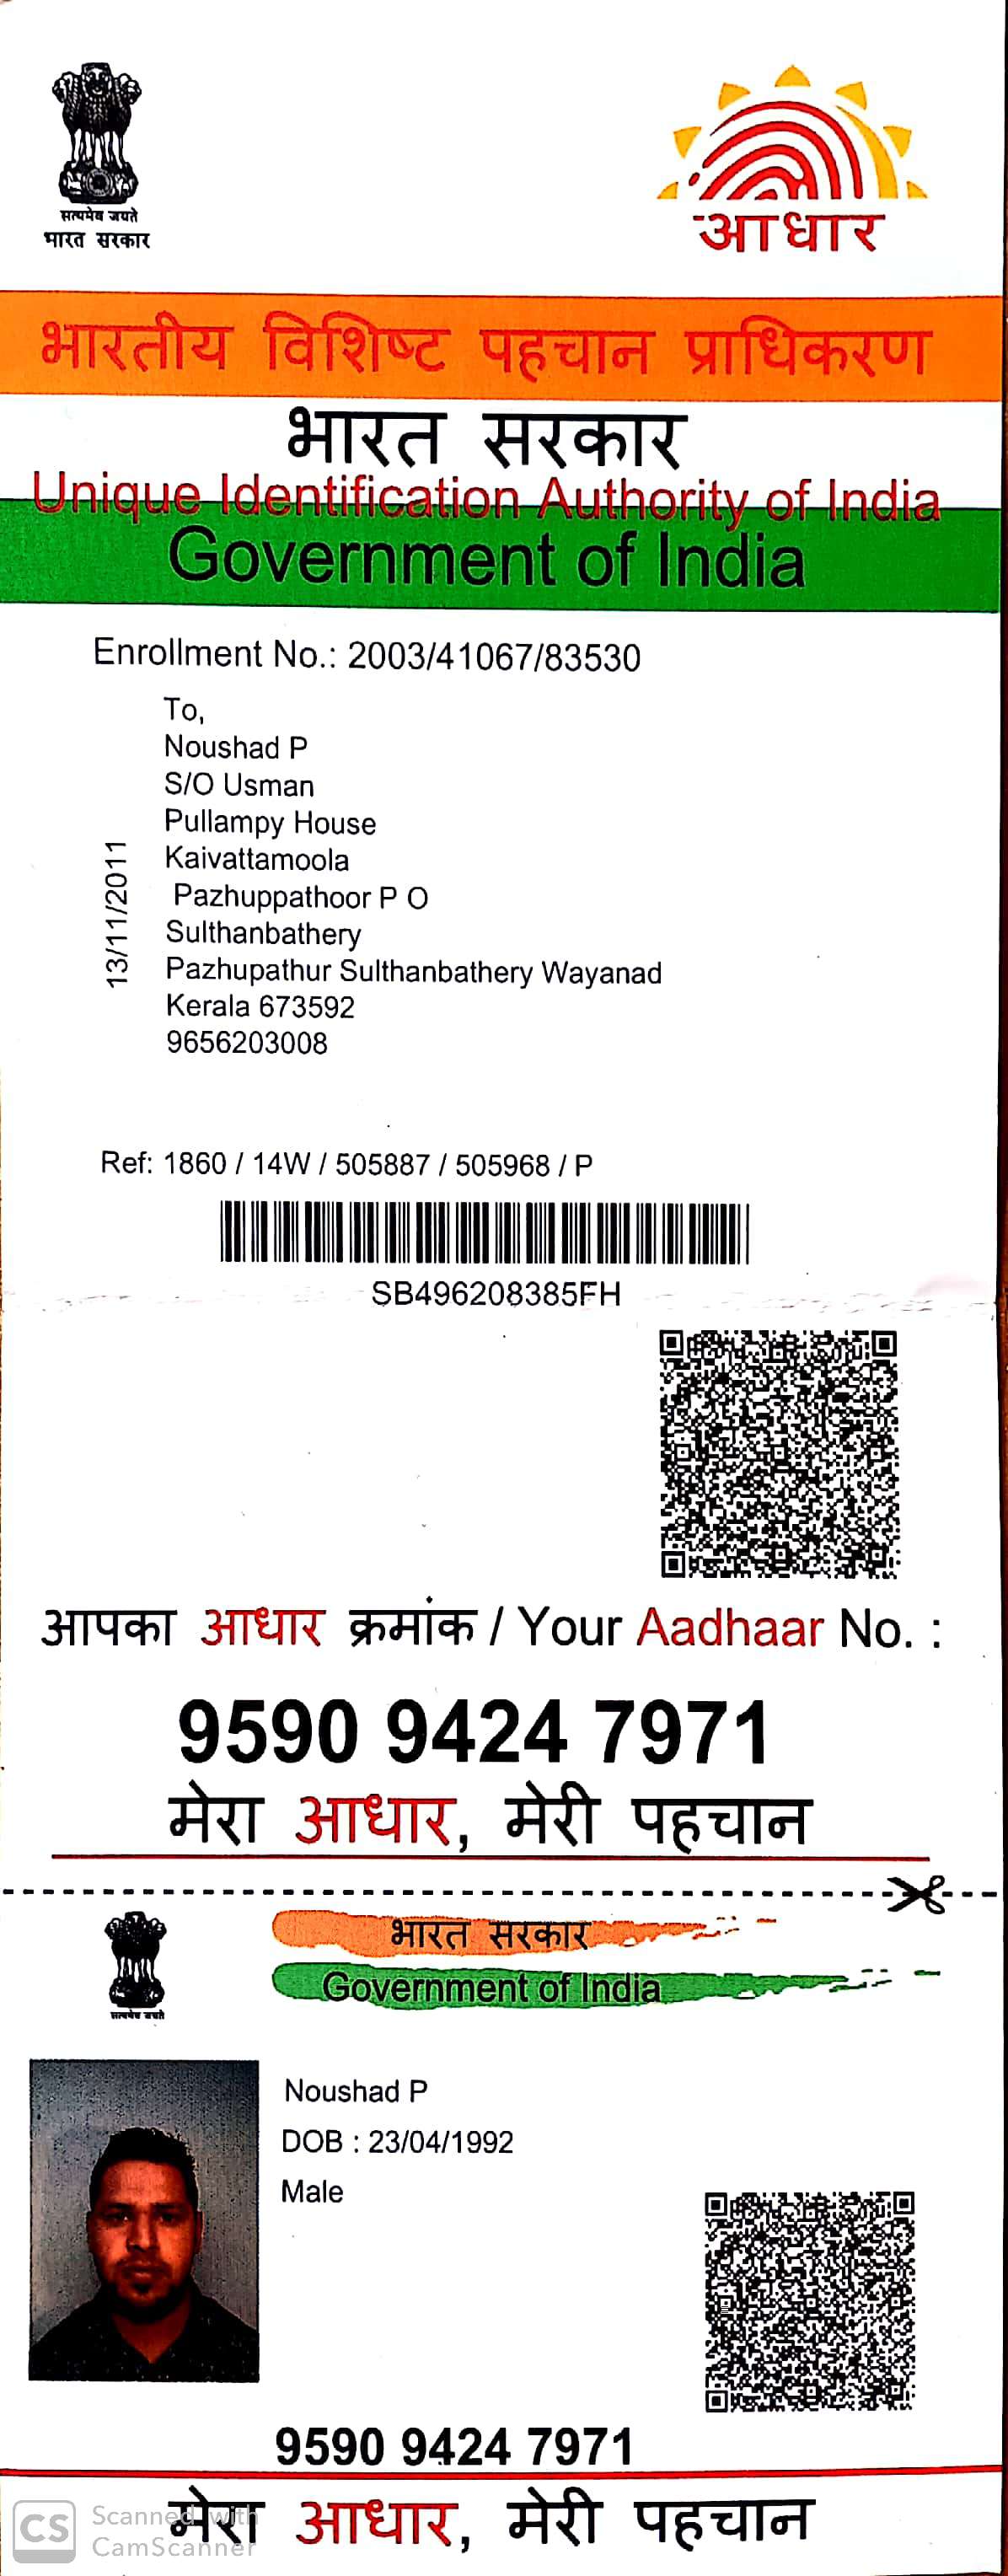 सत्यमेव जयते
भारत सरकार
आधार
भारतीय विशिष्ट पहचान प्राधिकरण
भारत सरकार
Unique Identification Authority of India
Government of India
Enrollment No.: 2003/41067/83530
To,
Noushad P
S/O Usman
Pullampy House
Kaivattamoola
Pazhuppathoor P O
Sulthanbathery
Pazhupathur Sulthanbathery Wayanad
Kerala 673592
9656203008
13/11/2011
Ref: 1860 / 14W / 505887 / 505968 / P
SB496208385FH
आपका आधार क्रमांक / Your Aadhaar No. :
9590 9424 7971
मेरा आधार, मेरी पहचान
भारत सरकार
Government of India
सत्यमेव जयते
Noushad P
DOB : 23/04/1992
Male
9590 9424 7971
मेरा आधार, मेरी पहचान
CS Scanned with
CamScanner